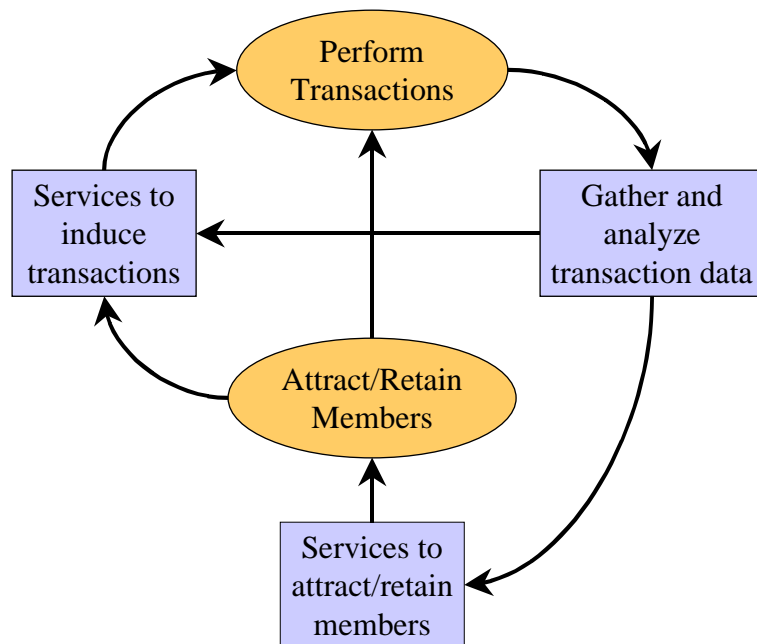 Perform
Transactions
Services to
induce
transactions
Gather and
analyze
transaction data
Attract/Retain
Members
Services to
attract/retain
members